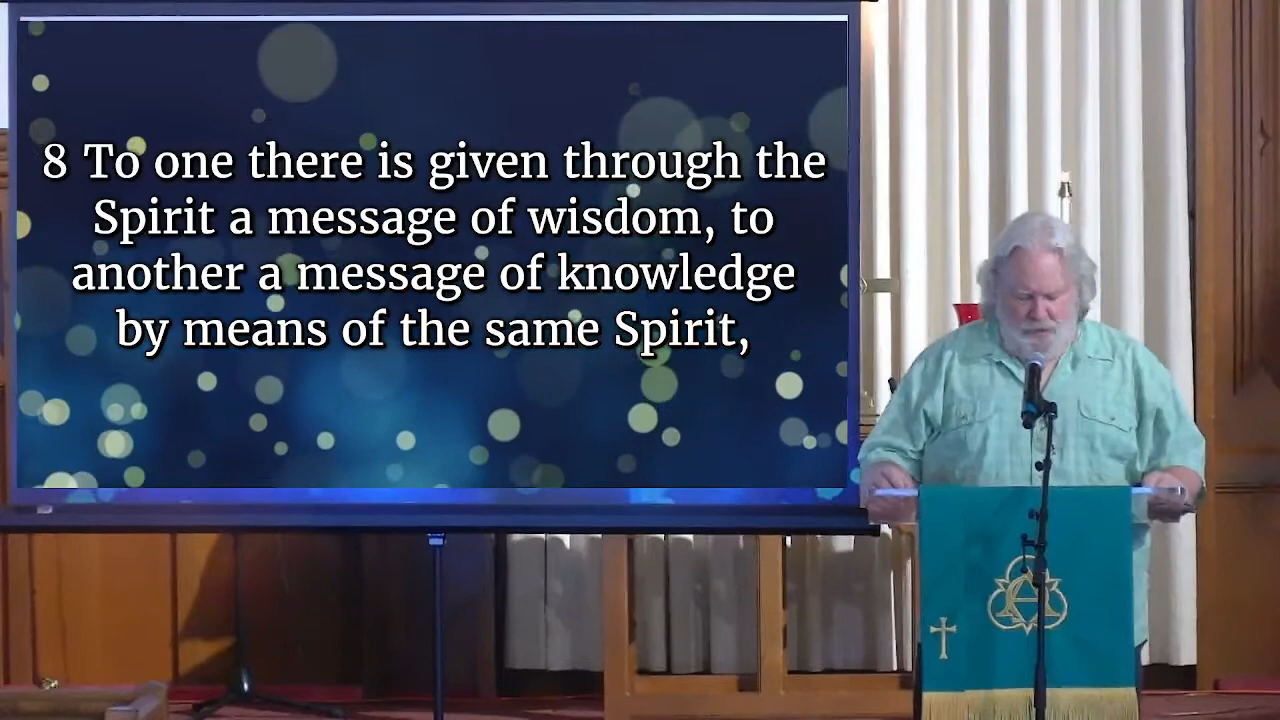 8 To one there is given through the
Spirit a message of wisdom, to
another a message of knowledge
by means of the same Spirit,